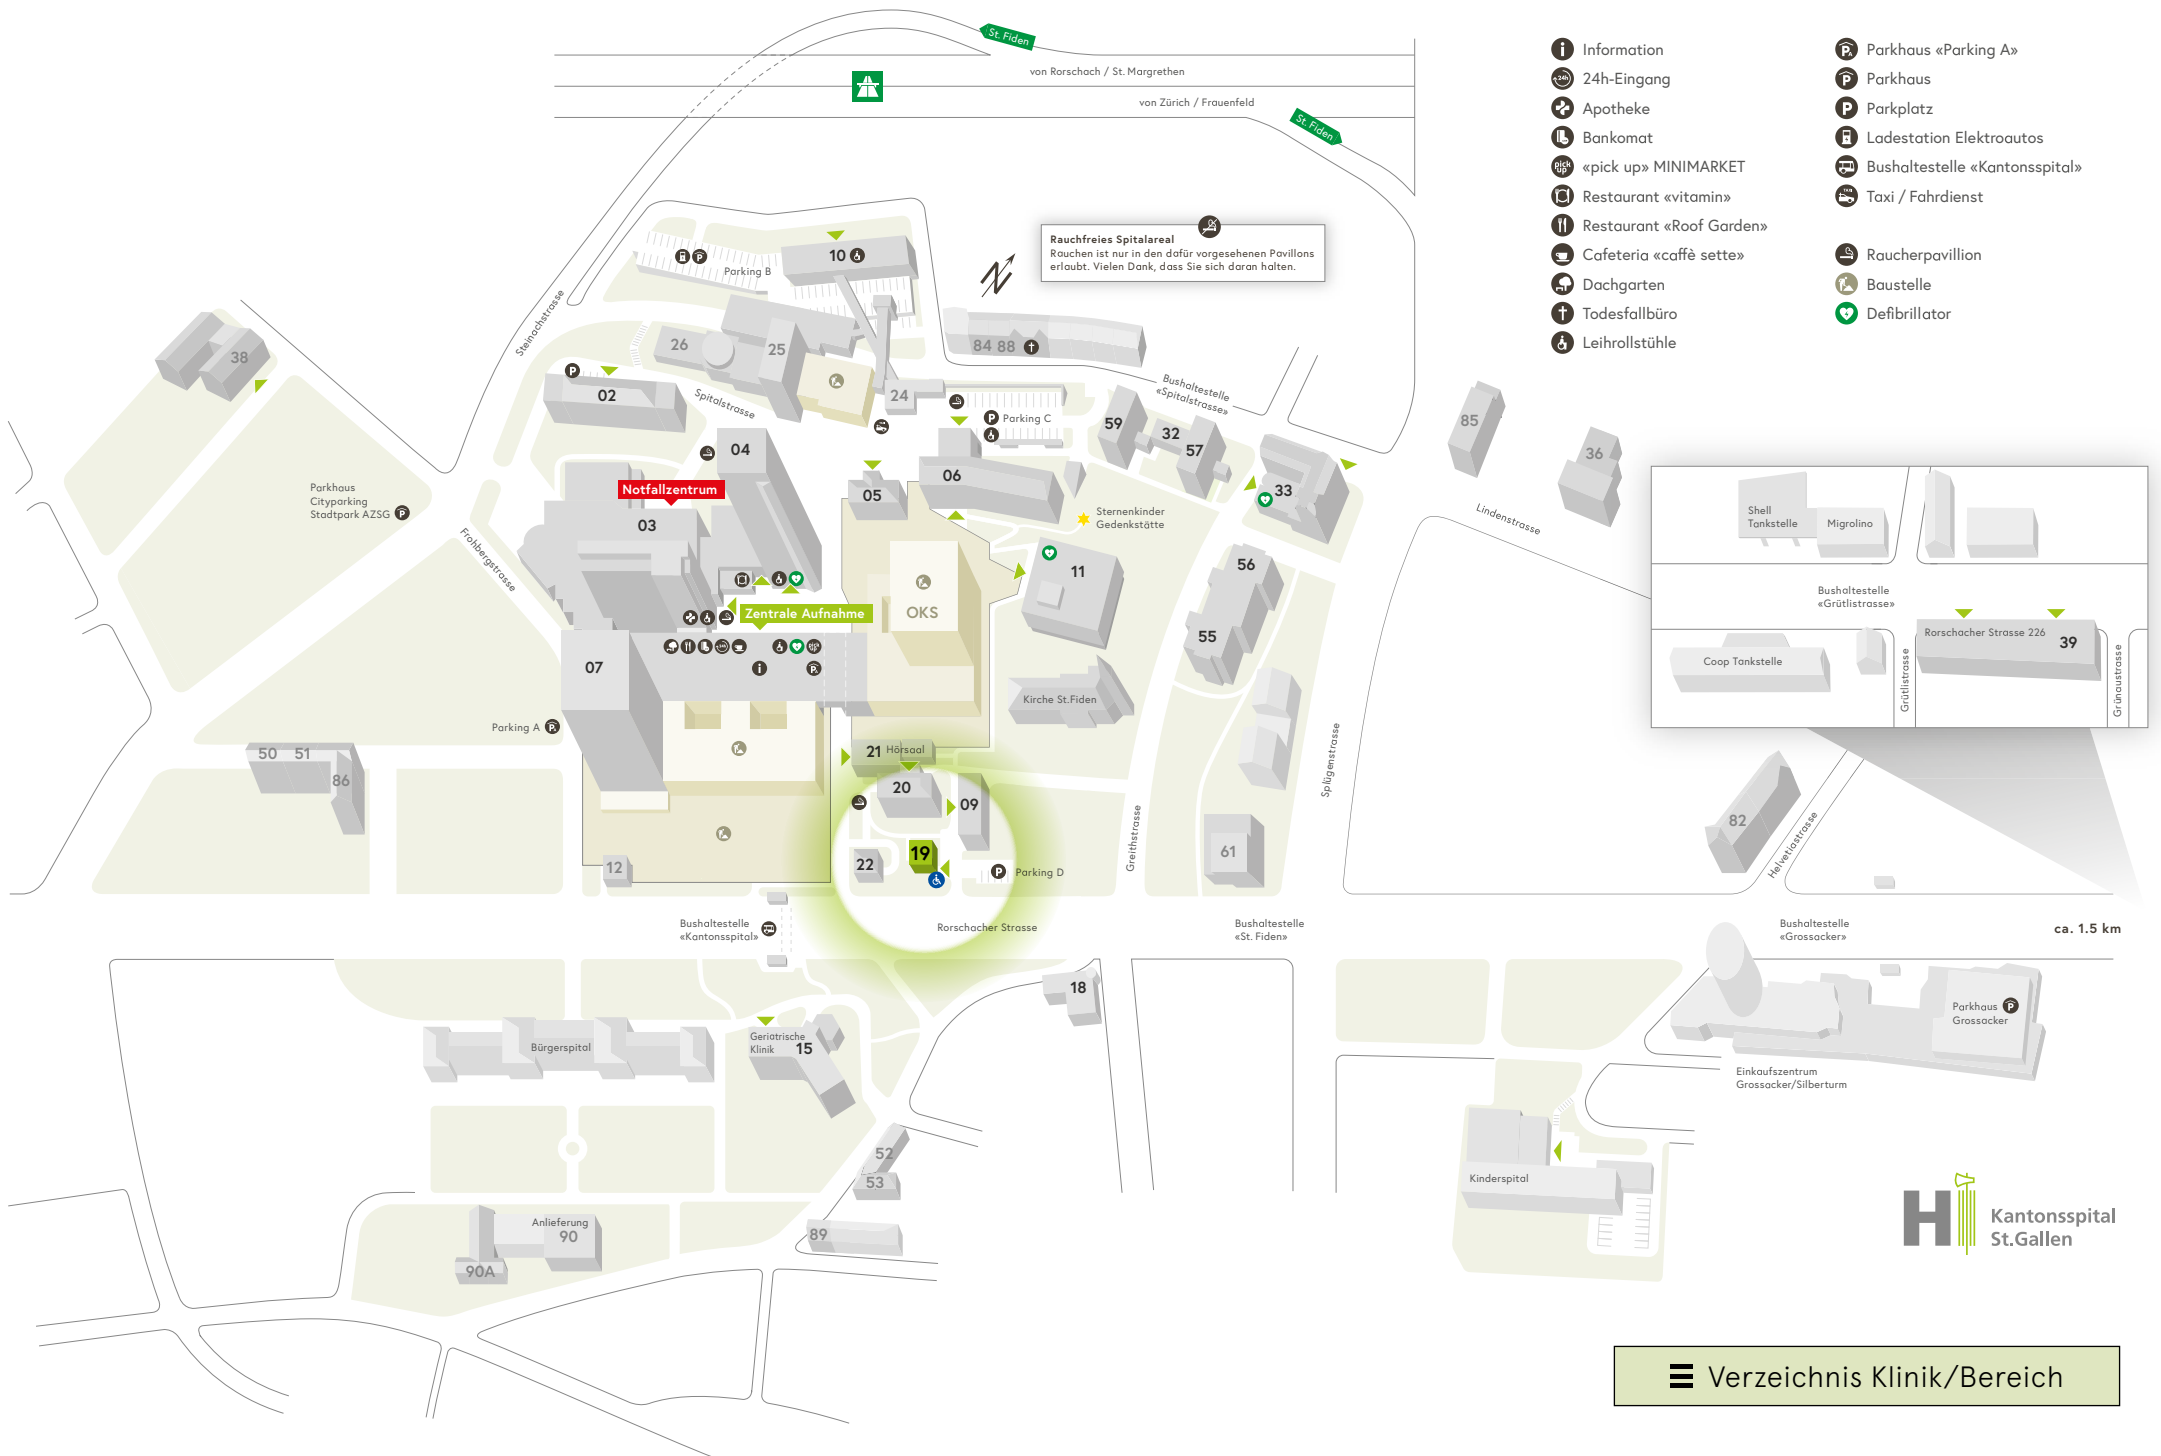 St. Fiden
von Rorschach / St. Margrethen
von Zürich / Frauenfeld
St. Fiden
Information
24h-Eingang
Apotheke
Bankomat
«pick up» MINIMARKET
Restaurant «vitamin»
Restaurant «Roof Garden»
Cafeteria «caffè sette»
Dachgarten
Todesfallbüro
Leihrollstühle
Parkhaus «Parking A»
Parkhaus
Parkplatz
Ladestation Elektroautos
Bushaltestelle «Kantonsspital»
Taxi / Fahrdienst
Raucherpavillion
Baustelle
Defibrillator
Rauchfreies Spitalareal
Rauchen ist nur in den dafür vorgesehenen Pavillons
erlaubt. Vielen Dank, dass Sie sich daran halten.
N
10
Parking B
Steinachstrasse
38
26
25
84 88
02
Spitalstrasse
24
Bushaltestelle
«Spitalstrasse»
Parking C
59
32
57
85
36
04
Notfallzentrum
03
05
06
33
Parkhaus
Cityparking
Stadtpark AZSG
Sternenkinder
Gedenkstätte
Lindenstrasse
Frohbergstrasse
11
56
OKS
Zentrale Aufnahme
55
07
Kirche St.Fiden
Parking A
Shell
Tankstelle
Migrolino
Bushaltestelle
«Grütlistrasse»
Rorschacher Strasse 226
39
Coop Tankstelle
Grütlistrasse
Grünaustrasse
50 51
86
21 Hörsaal
20
09
Splügenstrasse
Greithstrasse
19
22
12
61
82
Helvetiastrasse
P Parking D
Bushaltestelle
«Kantonsspital»
Rorschacher Strasse
Bushaltestelle
«St. Fiden»
Bushaltestelle
«Grossacker»
ca. 1.5 km
18
Parkhaus
Grossacker
Bürgerspital
Geriatrische
Klinik 15
Einkaufszentrum
Grossacker/Silberturm
52
53
Kinderspital
89
Anlieferung
90
90A
Kantonsspital
St.Gallen
Verzeichnis Klinik/Bereich